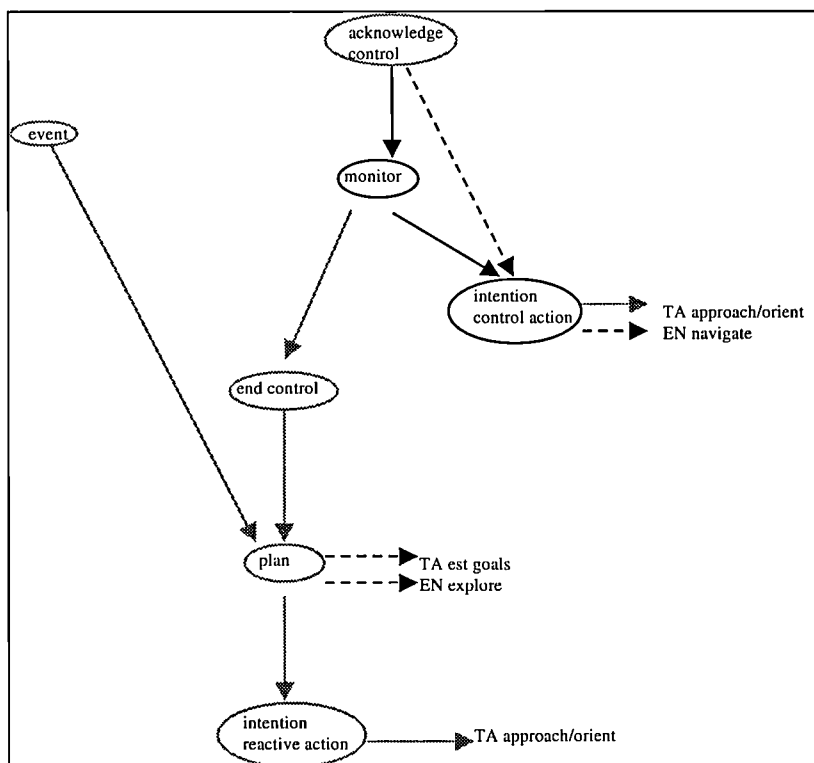 acknowledge
control
event
monitor
intention
control action
TA approach/orient
EN navigate
end control
plan
TA est goals
EN explore
intention
reactive action
TA approach/orient